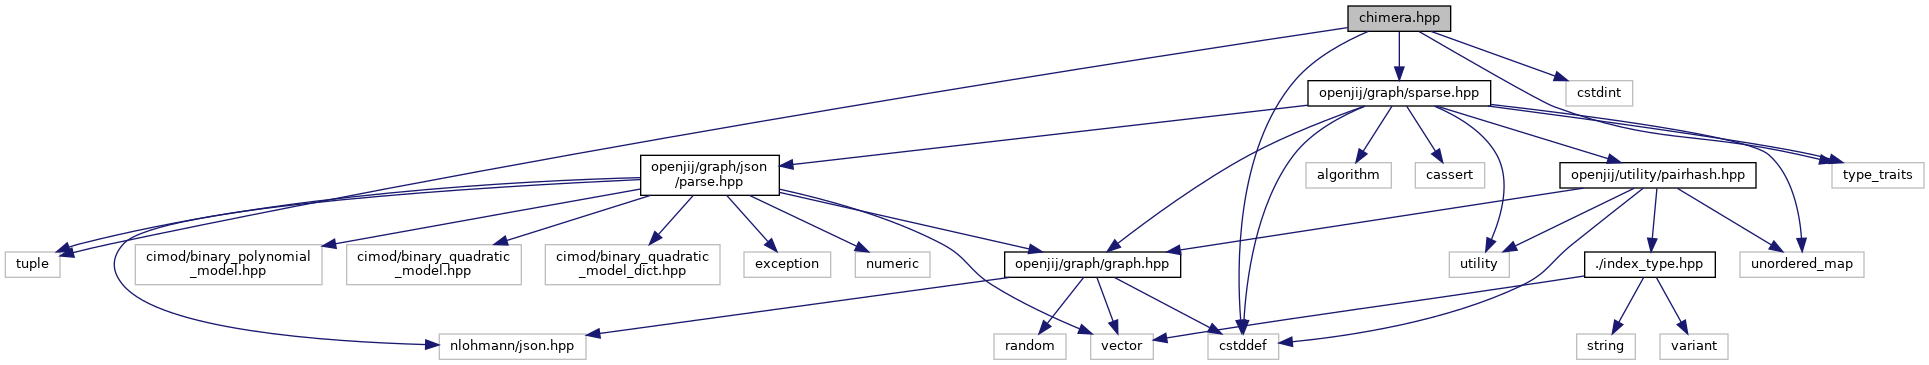 chimera.hpp
openjij/graph/sparse.hpp
cstdint
openjij/graph/json
/parse.hpp
algorithm
cassert
openjij/utility/pairhash.hpp
type_traits
tuple
cimod/binary_polynomial
_model.hpp
cimod/binary_quadratic
_model.hpp
cimod/binary_quadratic
_model_dict.hpp
exception
numeric
openjij/graph/graph.hpp
utility
./index_type.hpp
unordered_map
nlohmann/json.hpp
random
vector
cstddef
string
variant